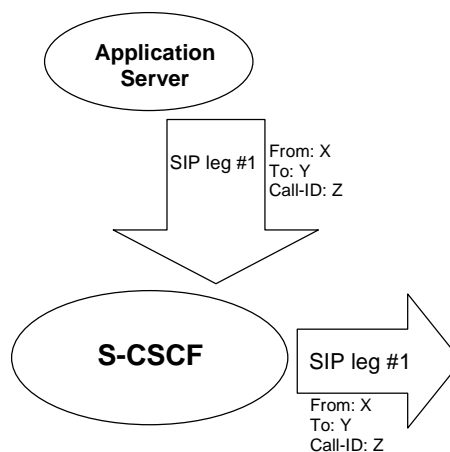 Application
Server
SIP leg #1
From: X
To: Y
Call-ID: Z
S-CSCF
SIP leg #1
From: X
To: Y
Call-ID: Z